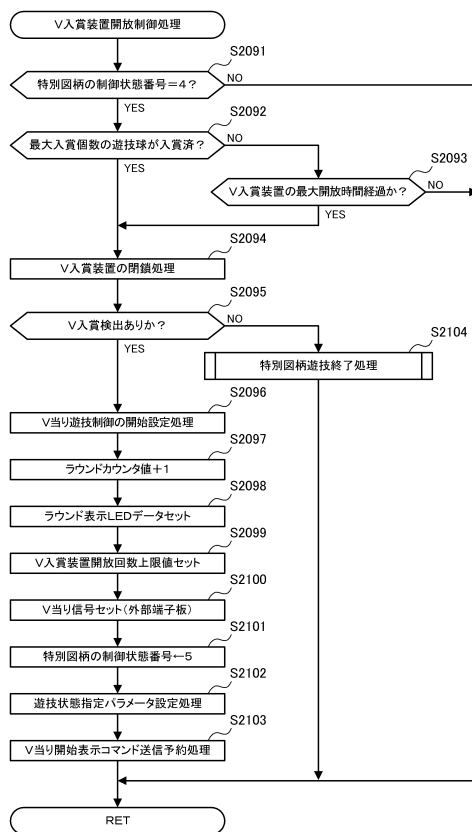 V入賞装置開放制御処理
S2091
特別図柄の制御状態番号=4?
NO
YES
S2092
最大入賞個数の遊技球が入賞済?
NO
YES
S2093
V入賞装置の最大開放時間経過か?
NO
YES
S2094
V入賞装置の閉鎖処理
S2095
V入賞検出ありか?
NO
YES
S2104
特別図柄遊技終了処理
S2096
V当り遊技制御の開始設定処理
S2097
ラウンドカウンタ値+1
S2098
ラウンド表示LEDデータセット
S2099
V入賞装置開放回数上限値セット
S2100
V当り信号セット(外部端子板)
S2101
特別図柄の制御状態番号←5
S2102
遊技状態指定パラメータ設定処理
S2103
V当り開始表示コマンド送信予約処理
RET